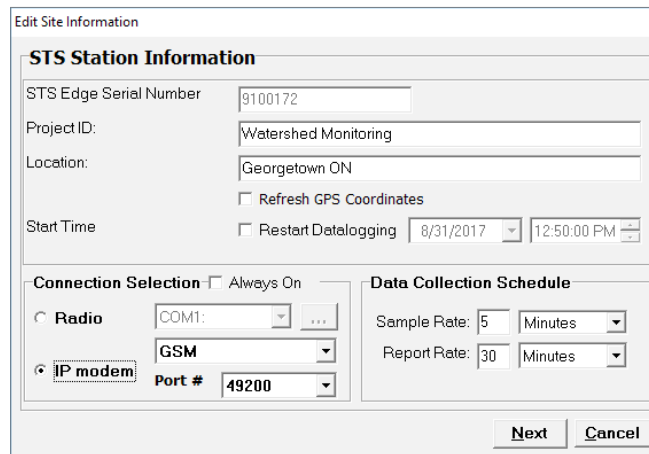 Edit Site Information
STS Station Information
STS Edge Serial Number 9100172
Project ID: Watershed Monitoring
Location: Georgetown ON
Refresh GPS Coordinates
Start Time Restart Datalogging 8/31/2017 12:50:00 PM
Connection Selection Always On
Radio COM1: ...
GSM
IP modem
Port # 49200
Data Collection Schedule
Sample Rate: 5 Minutes
Report Rate: 30 Minutes
Next Cancel